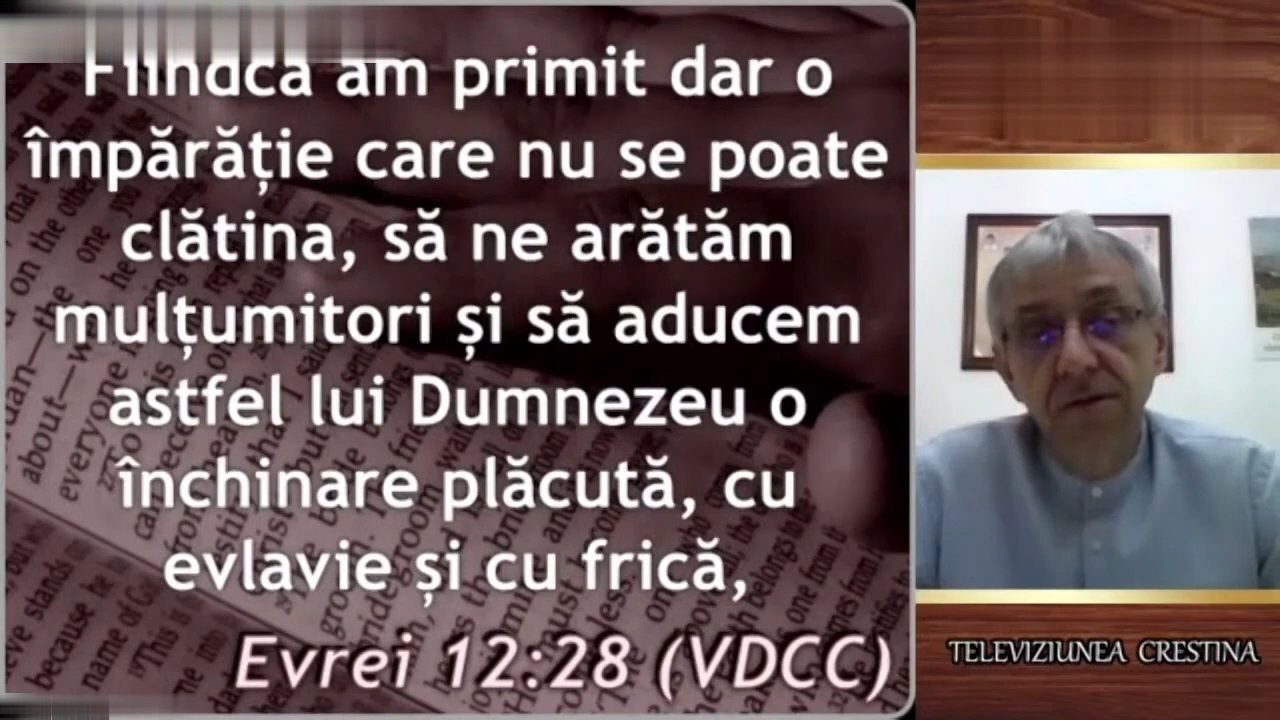 Fiindcă am primit dar o
împărăție care nu se poate
clătina, să ne arătăm
mulțumitori și să aducem
astfel lui Dumnezeu o
închinare plăcută, cu
evlavie și cu frică,
Evrei 12:28 (VDCC)
TELEVIZIUNEA CRESTINA